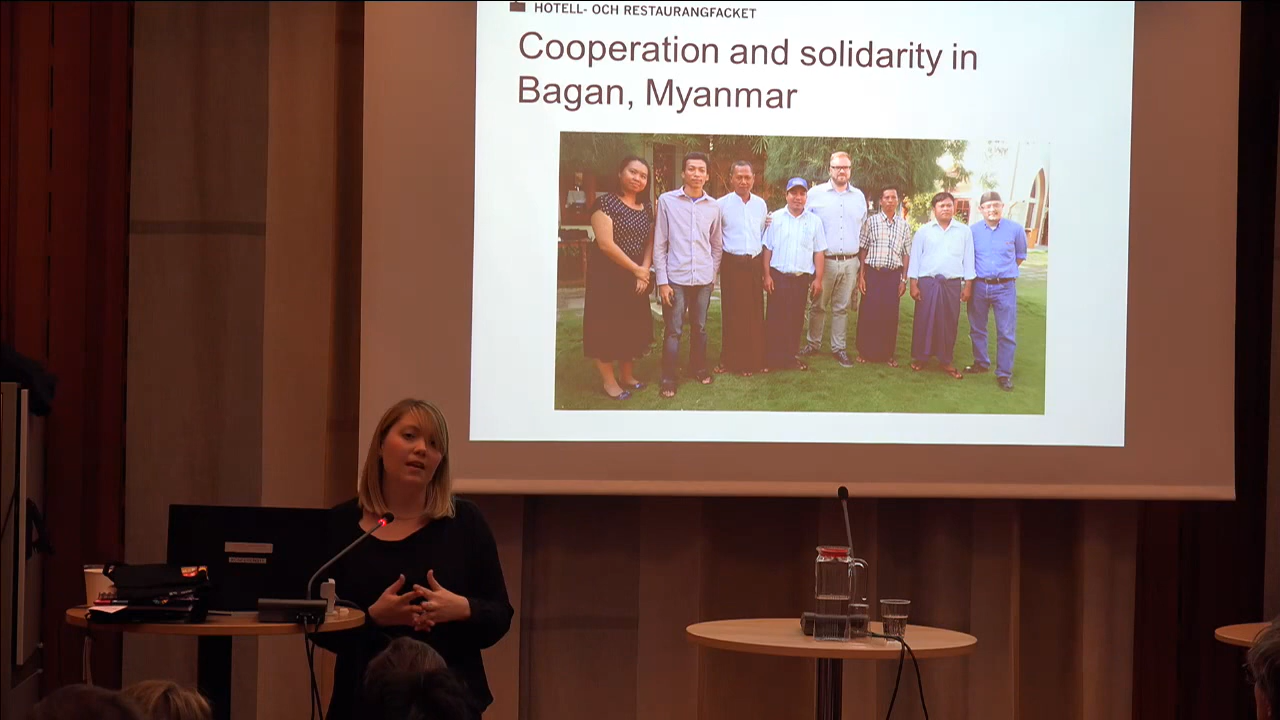 HOTELL- OCH RESTAURANGFACKET
Cooperation and solidarity in
Bagan, Myanmar